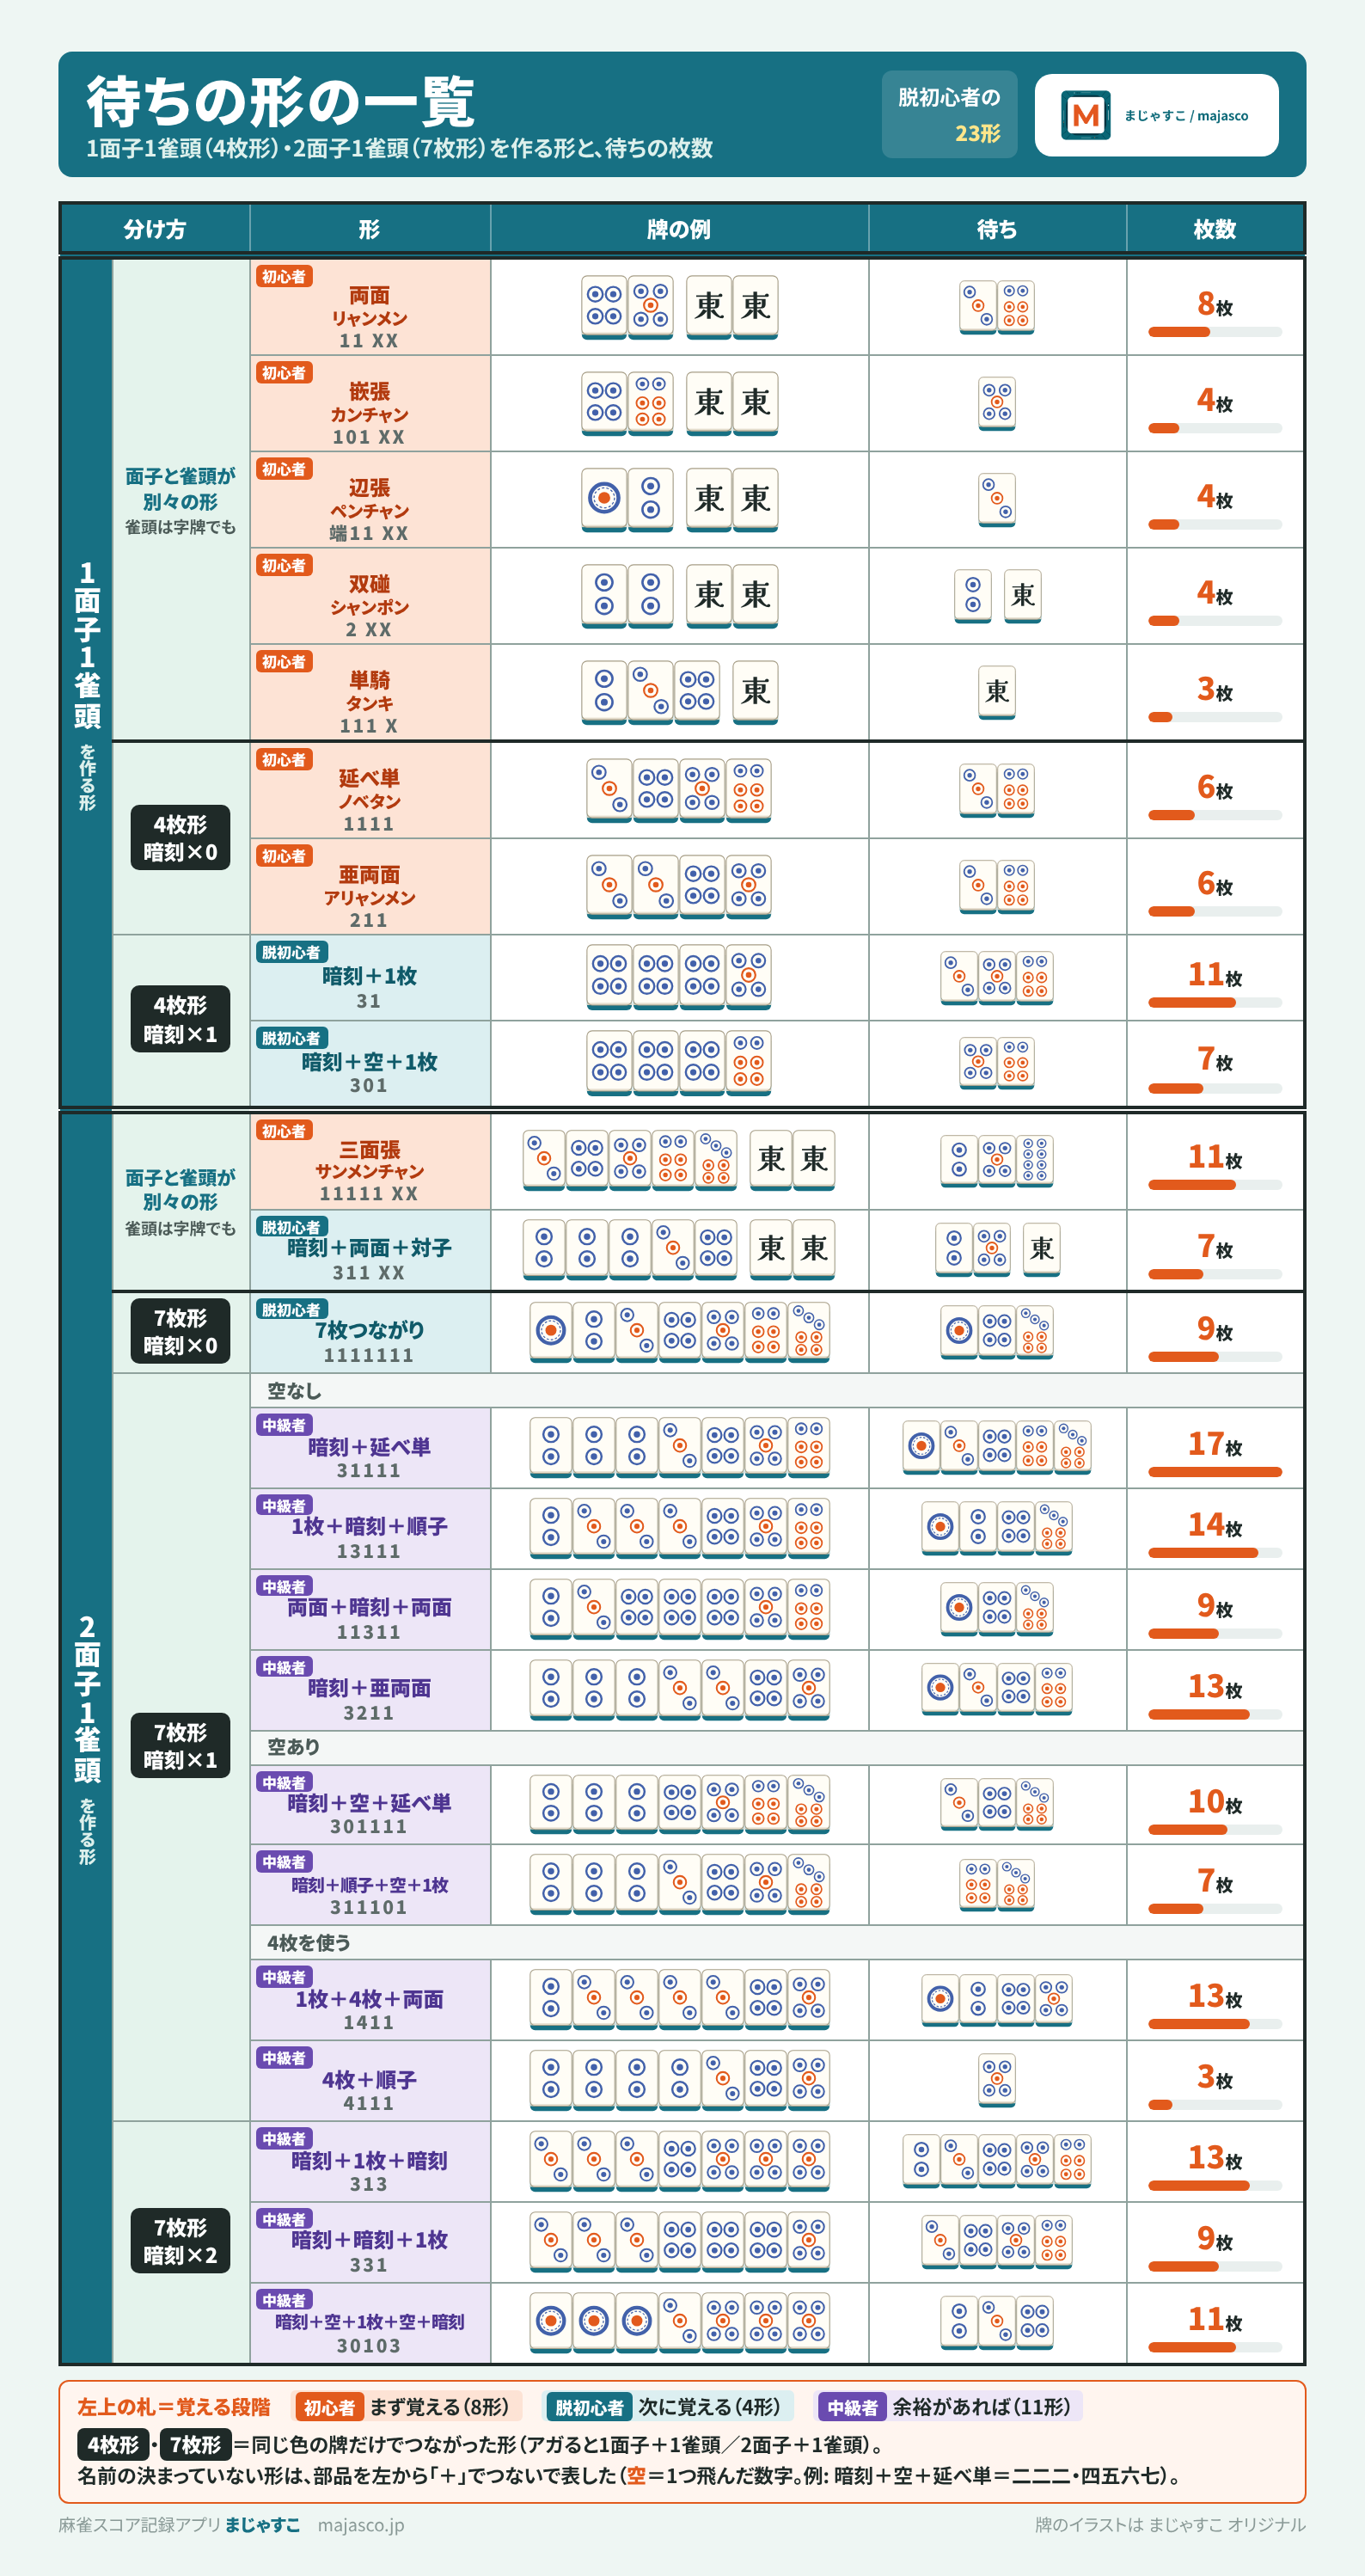 待ちの形の一覧
1面子1雀頭（4枚形）・2面子1雀頭（7枚形）を作る形と、待ちの枚数
脱初心者の
23形
M
まじゃすこ / majasco
分け方
形
牌の例
待ち
枚数
1面子1雀頭 を作る形
面子と雀頭が
別々の形
雀頭は字牌でも
初心者
両面
リャンメン
11 XX
東 東
8枚
初心者
嵌張
カンチャン
101 XX
東 東
4枚
初心者
辺張
ペンチャン
端11 XX
東 東
4枚
初心者
双碰
シャンポン
2 XX
東 東
東
4枚
初心者
単騎
タンキ
111 X
東
東
3枚
4枚形
暗刻×0
初心者
延べ単
ノベタン
1111
6枚
初心者
亜両面
アリャンメン
211
6枚
4枚形
暗刻×1
脱初心者
暗刻＋1枚
31
11枚
脱初心者
暗刻＋空＋1枚
301
7枚
2面子1雀頭 を作る形
面子と雀頭が
別々の形
雀頭は字牌でも
初心者
三面張
サンメンチャン
11111 XX
東 東
11枚
脱初心者
暗刻＋両面＋対子
311 XX
東 東
東
7枚
7枚形
暗刻×0
脱初心者
7枚つながり
1111111
9枚
7枚形
暗刻×1
空なし
中級者
暗刻＋延べ単
31111
17枚
中級者
1枚＋暗刻＋順子
13111
14枚
中級者
両面＋暗刻＋両面
11311
9枚
中級者
暗刻＋亜両面
3211
13枚
空あり
中級者
暗刻＋空＋延べ単
301111
10枚
中級者
暗刻＋順子＋空＋1枚
311101
7枚
4枚を使う
中級者
1枚＋4枚＋両面
1411
13枚
中級者
4枚＋順子
4111
3枚
7枚形
暗刻×2
中級者
暗刻＋1枚＋暗刻
313
13枚
中級者
暗刻＋暗刻＋1枚
331
9枚
中級者
暗刻＋空＋1枚＋空＋暗刻
30103
11枚
左上の札＝覚える段階 初心者 まず覚える（8形） 脱初心者 次に覚える（4形） 中級者 余裕があれば（11形）
4枚形・7枚形＝同じ色の牌だけでつながった形（アガると1面子＋1雀頭／2面子＋1雀頭）。
名前の決まっていない形は、部品を左から「＋」でつないで表した（空＝1つ飛んだ数字。例: 暗刻＋空＋延べ単＝二二二・四五六七）。
麻雀スコア記録アプリ まじゃすこ majasco.jp
牌のイラストは まじゃすこ オリジナル